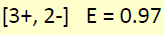 [3+, 2-] E = 0.97